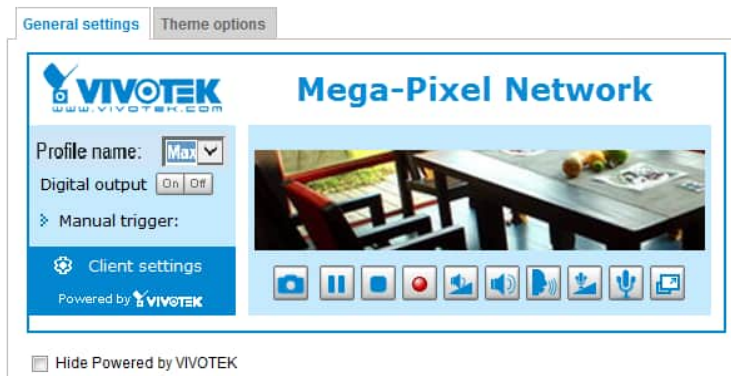 General settings
Theme options
VIVOTEK
www.vivotek.com
Mega-Pixel Network
Profile name: Max
Digital output On Off
Manual trigger:
Client settings
Powered by VIVOTEK
Hide Powered by VIVOTEK